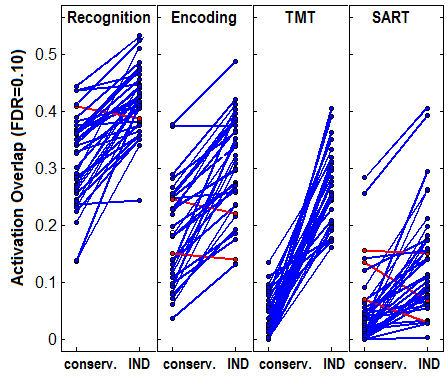 Recognition Encoding TMT SART
Activation Overlap (FDR=0.10)
0.5
0.4
0.3
0.2
0.1
0
conserv. IND conserv. IND conserv. IND conserv. IND